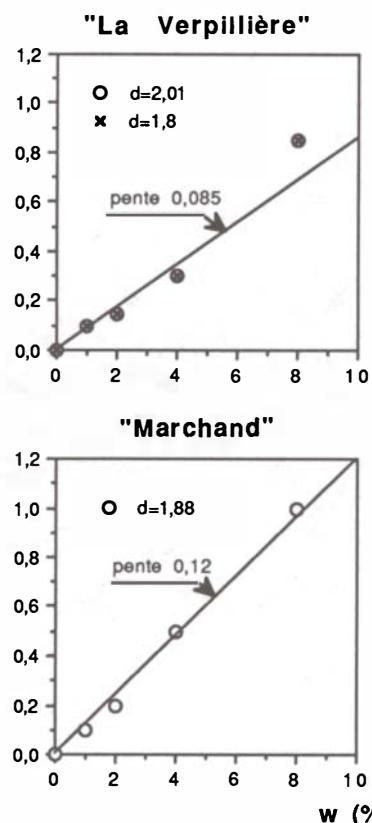 "La Verpillière"
1,2
d=2,01
1,0
d=1,8
0,8
pente 0,085
0,6
0,4
0,2
0,0
0 2 4 6 8 10
"Marchand"
1,2
d=1,88
1,0
0,8
pente 0,12
0,6
0,4
0,2
0,0
0 2 4 6 8 10
w (%